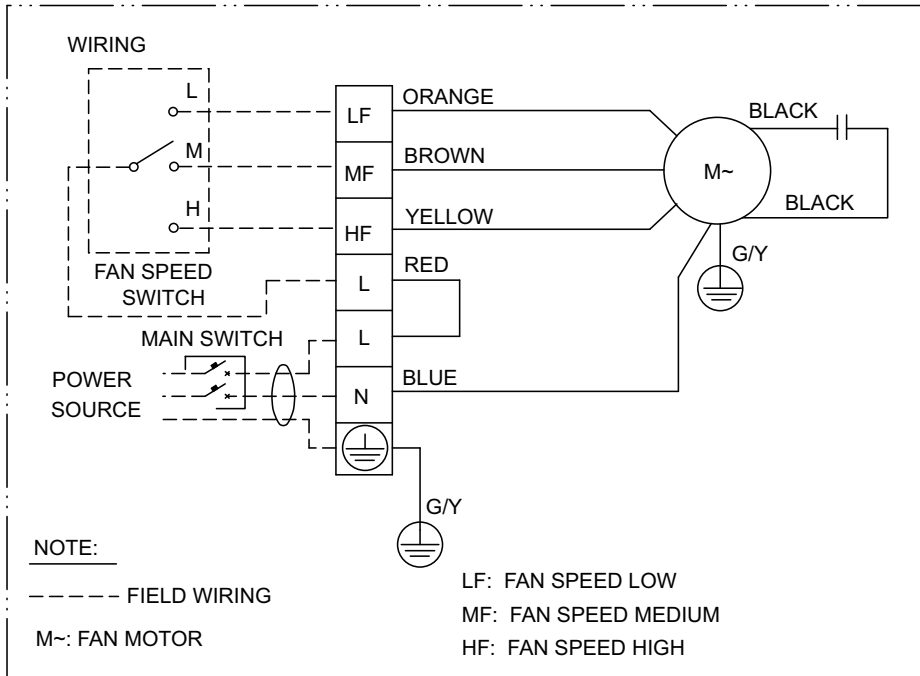 WIRING
L
M
H
FAN SPEED
SWITCH
MAIN SWITCH
POWER
SOURCE
LF
MF
HF
L
L
N
ORANGE
BROWN
YELLOW
RED
BLUE
M~
BLACK
BLACK
G/Y
G/Y
NOTE:
FIELD WIRING
M~: FAN MOTOR
LF: FAN SPEED LOW
MF: FAN SPEED MEDIUM
HF: FAN SPEED HIGH